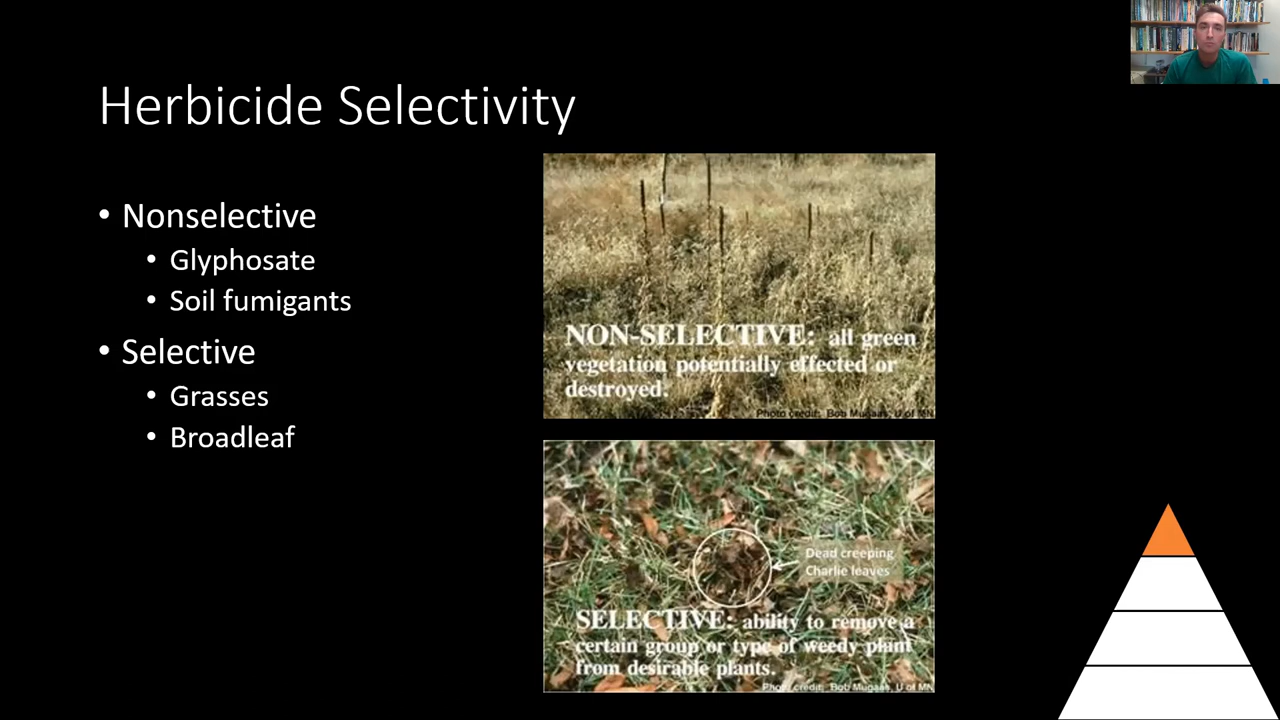 Herbicide Selectivity
• Nonselective
• Glyphosate
• Soil fumigants
• Selective
• Grasses
• Broadleaf
NON-SELECTIVE: all green
vegetation potentially effected or
destroyed.
Photo credit: Bob Mugaas, U of MN
Dead creeping
Charlie leaves
SELECTIVE: ability to remove a
certain group or type of weedy plant
from desirable plants.
Photo credit: Bob Mugaas, U of MN